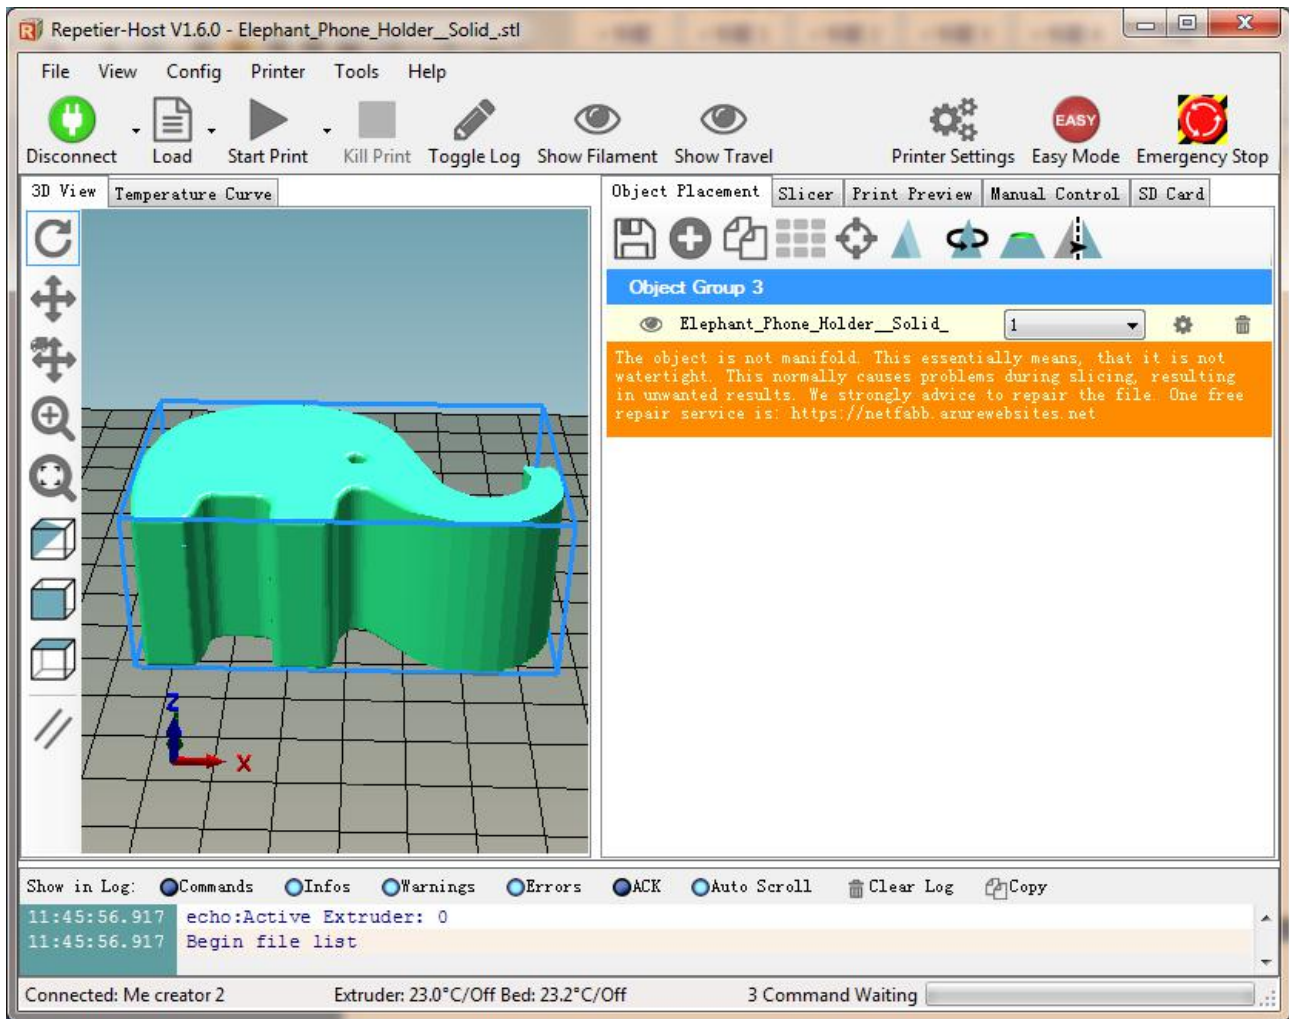 Repetier-Host V1.6.0 - Elephant_Phone_Holder__Solid_.stl
File View Config Printer Tools Help
Disconnect Load Start Print Kill Print Toggle Log Show Filament Show Travel Printer Settings Easy Mode Emergency Stop
EASY
3D View Temperature Curve
Object Placement Slicer Print Preview Manual Control SD Card
Object Group 3
Elephant_Phone_Holder__Solid_ 1
The object is not manifold. This essentially means, that it is not
watertight. This normally causes problems during slicing, resulting
in unwanted results. We strongly advice to repair the file. One free
repair service is: https://netfabb.azurewebsites.net
Z
X
Show in Log: Commands Infos Warnings Errors ACK Auto Scroll Clear Log Copy
11:45:56.917 echo:Active Extruder: 0
11:45:56.917 Begin file list
Connected: Me creator 2 Extruder: 23.0°C/Off Bed: 23.2°C/Off 3 Command Waiting